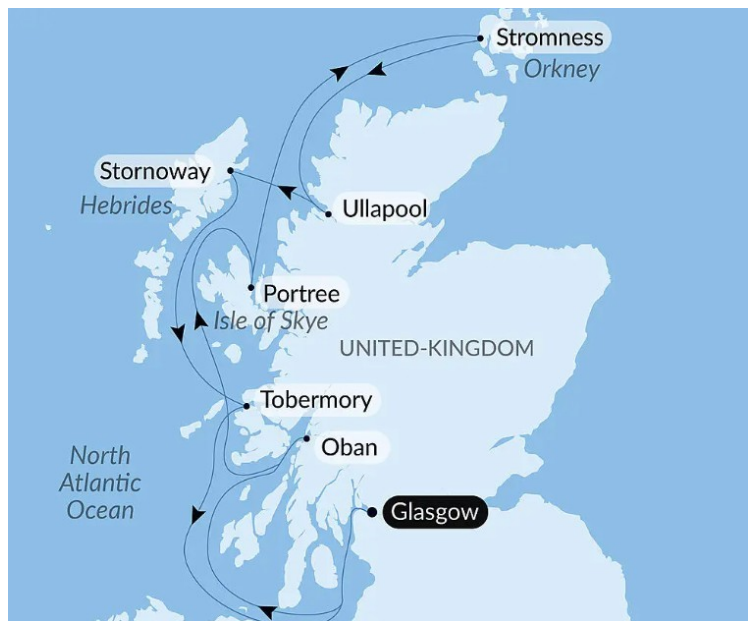 Stromness
Orkney
Stornoway
Hebrides
Ullapool
Portree
Isle of Skye
UNITED-KINGDOM
Tobermory
Oban
North
Atlantic
Ocean
Glasgow